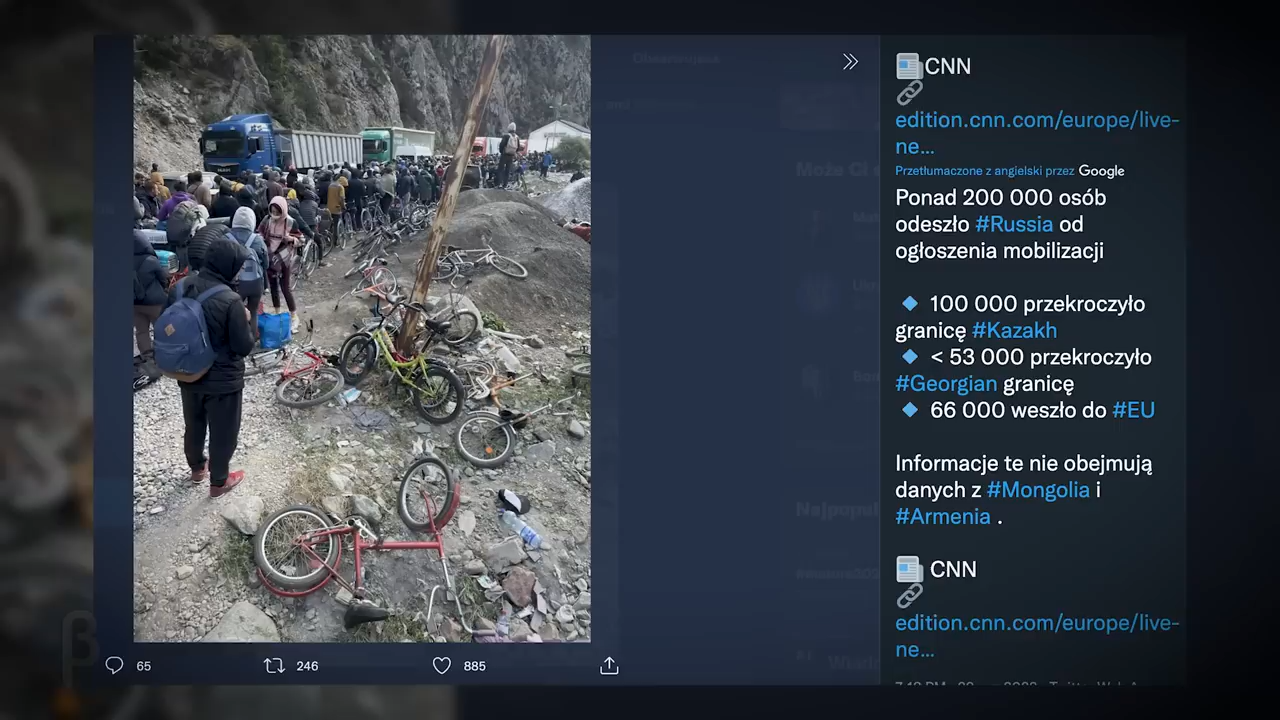 CNN
edition.cnn.com/europe/live-
ne...
Przetłumaczone z angielski przez Google
Ponad 200 000 osób
odeszło #Russia od
ogłoszenia mobilizacji
100 000 przekroczyło
granicę #Kazakh
< 53 000 przekroczyło
#Georgian granicę
66 000 weszło do #EU
Informacje te nie obejmują
danych z #Mongolia i
#Armenia .
CNN
edition.cnn.com/europe/live-
ne...
65
246
885